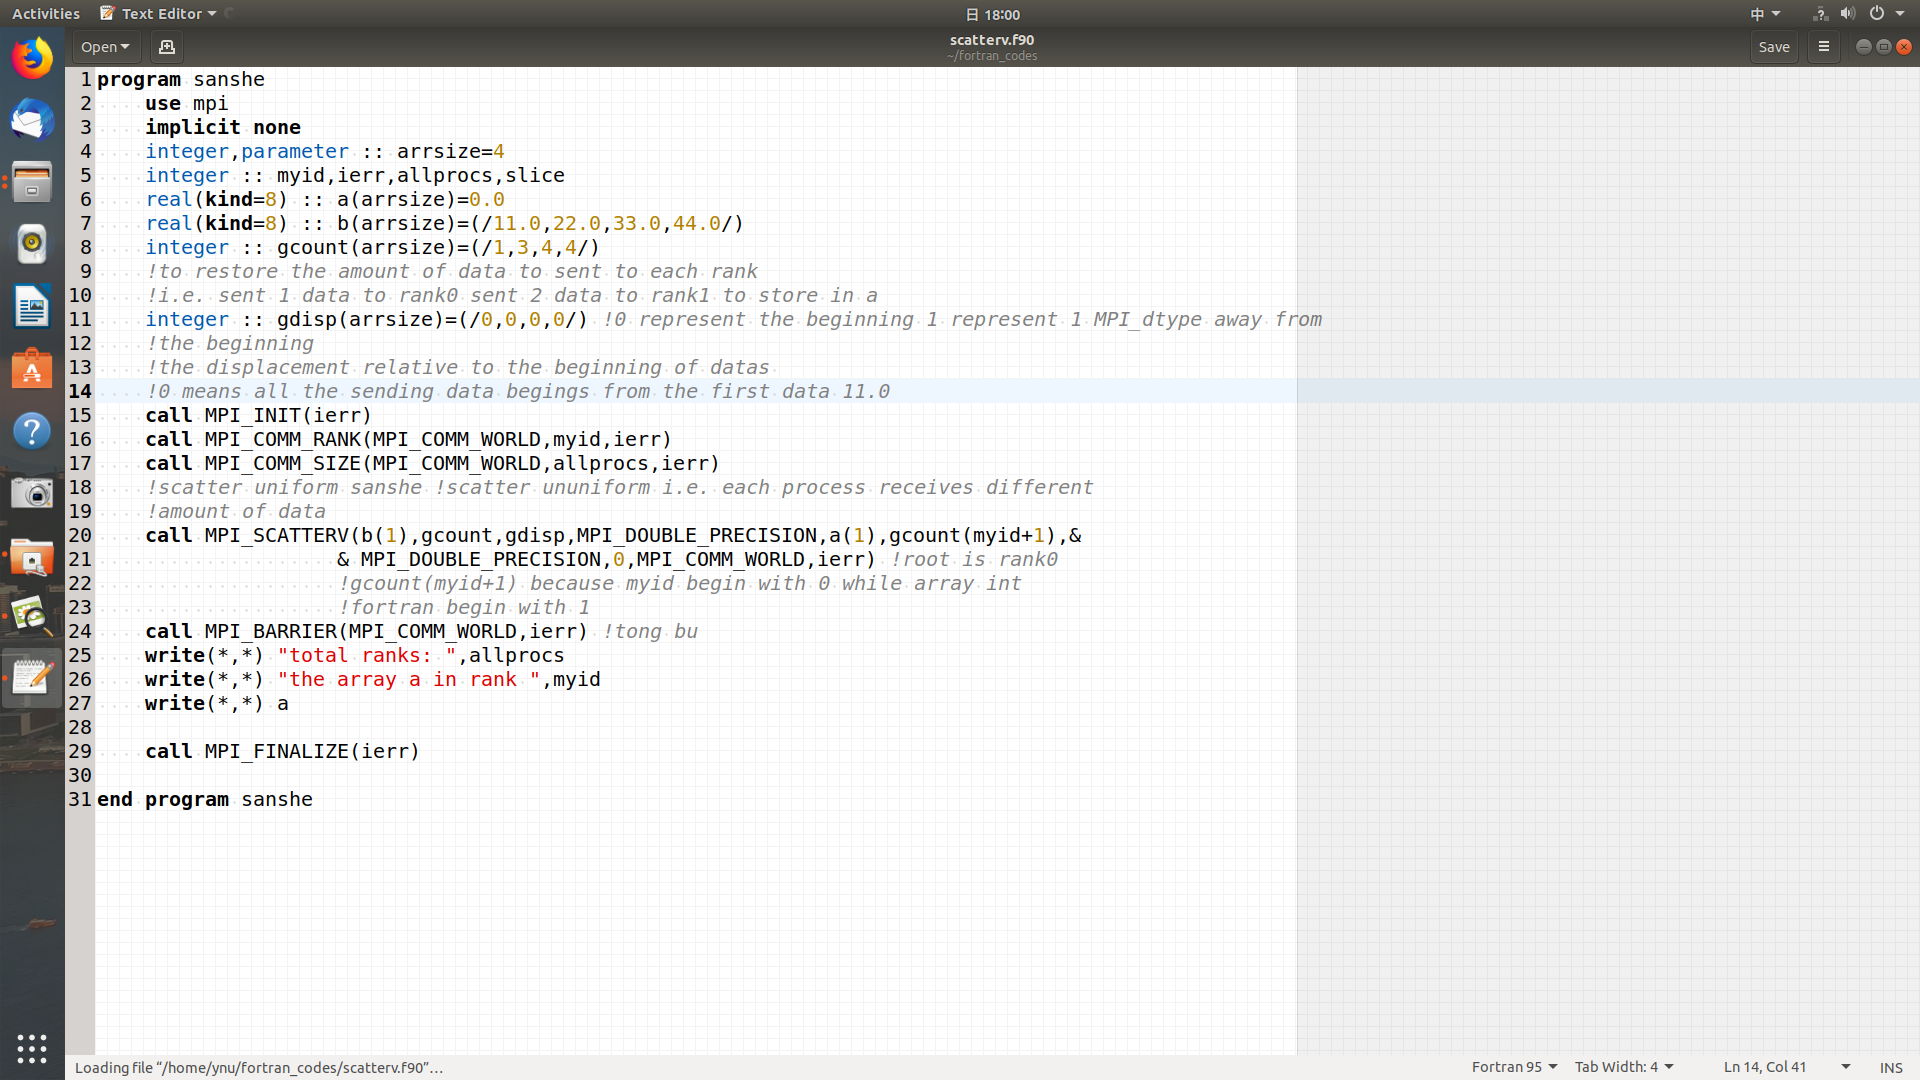 Activities Text Editor 日 18:00 中
Open scatterv.f90 Save
~/fortran_codes
1 program sanshe
2 use mpi
3 implicit none
4 integer,parameter :: arrsize=4
5 integer :: myid,ierr,allprocs,slice
6 real(kind=8) :: a(arrsize)=0.0
7 real(kind=8) :: b(arrsize)=(/11.0,22.0,33.0,44.0/)
8 integer :: gcount(arrsize)=(/1,3,4,4/)
9 !to restore the amount of data to sent to each rank
10 !i.e. sent 1 data to rank0 sent 2 data to rank1 to store in a
11 integer :: gdisp(arrsize)=(/0,0,0,0/) !0 represent the beginning 1 represent 1 MPI_dtype away from
12 !the beginning
13 !the displacement relative to the beginning of datas
14 !0 means all the sending data begings from the first data 11.0
15 call MPI_INIT(ierr)
16 call MPI_COMM_RANK(MPI_COMM_WORLD,myid,ierr)
17 call MPI_COMM_SIZE(MPI_COMM_WORLD,allprocs,ierr)
18 !scatter uniform sanshe !scatter ununiform i.e. each process receives different
19 !amount of data
20 call MPI_SCATTERV(b(1),gcount,gdisp,MPI_DOUBLE_PRECISION,a(1),gcount(myid+1),&
21 & MPI_DOUBLE_PRECISION,0,MPI_COMM_WORLD,ierr) !root is rank0
22 !gcount(myid+1) because myid begin with 0 while array int
23 !fortran begin with 1
24 call MPI_BARRIER(MPI_COMM_WORLD,ierr) !tong bu
25 write(*,*) "total ranks: ",allprocs
26 write(*,*) "the array a in rank ",myid
27 write(*,*) a
28
29 call MPI_FINALIZE(ierr)
30
31 end program sanshe
Loading file “/home/ynu/fortran_codes/scatterv.f90”… Fortran 95 Tab Width: 4 Ln 14, Col 41 INS